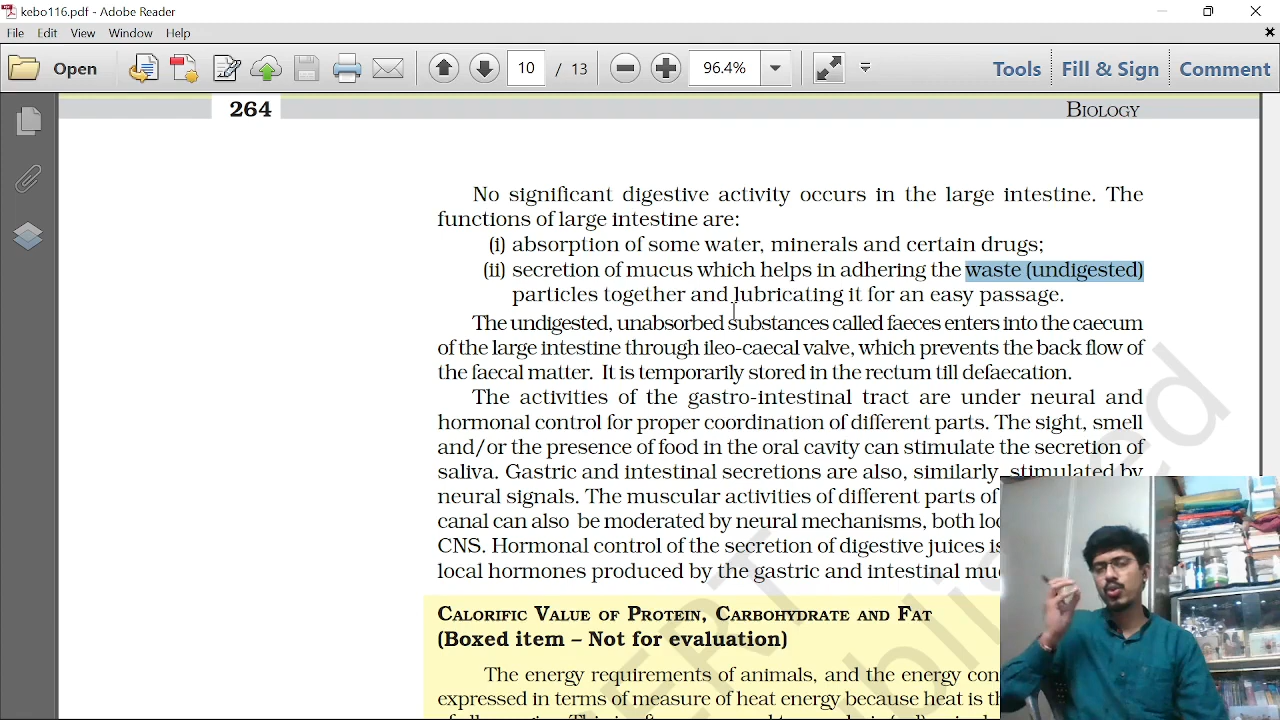 kebo116.pdf - Adobe Reader
File Edit View Window Help
Open 10 / 13 96.4% Tools Fill & Sign Comment
264 BIOLOGY
No significant digestive activity occurs in the large intestine. The
functions of large intestine are:
(i) absorption of some water, minerals and certain drugs;
(ii) secretion of mucus which helps in adhering the waste (undigested)
particles together and lubricating it for an easy passage.
The undigested, unabsorbed substances called faeces enters into the caecum
of the large intestine through ileo-caecal valve, which prevents the back flow of
the faecal matter. It is temporarily stored in the rectum till defaecation.
The activities of the gastro-intestinal tract are under neural and
hormonal control for proper coordination of different parts. The sight, smell
and/or the presence of food in the oral cavity can stimulate the secretion of
saliva. Gastric and intestinal secretions are also, similarly, stimulated by
neural signals. The muscular activities of different parts of
canal can also be moderated by neural mechanisms, both
CNS. Hormonal control of the secretion of digestive juices is
local hormones produced by the gastric and intestinal
CALORIFIC VALUE OF PROTEIN, CARBOHYDRATE AND FAT
(Boxed item – Not for evaluation)
The energy requirements of animals, and the energy
expressed in terms of measure of heat energy because heat is